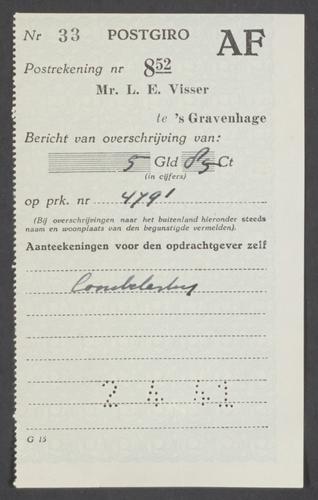 Nr 33 POSTGIRO AF
Postrekening nr 852
Mr. L. E. Visser
te 's Gravenhage
Bericht van overschrijving van:
5 Gld 85 Ct
(in cijfers)
op prk. nr 4791
(Bij overschrijvingen naar het buitenland hieronder steeds
naam en woonplaats van den begunstigde vermelden).
Aanteekeningen voor den opdrachtgever zelf
2 4 41
G 15